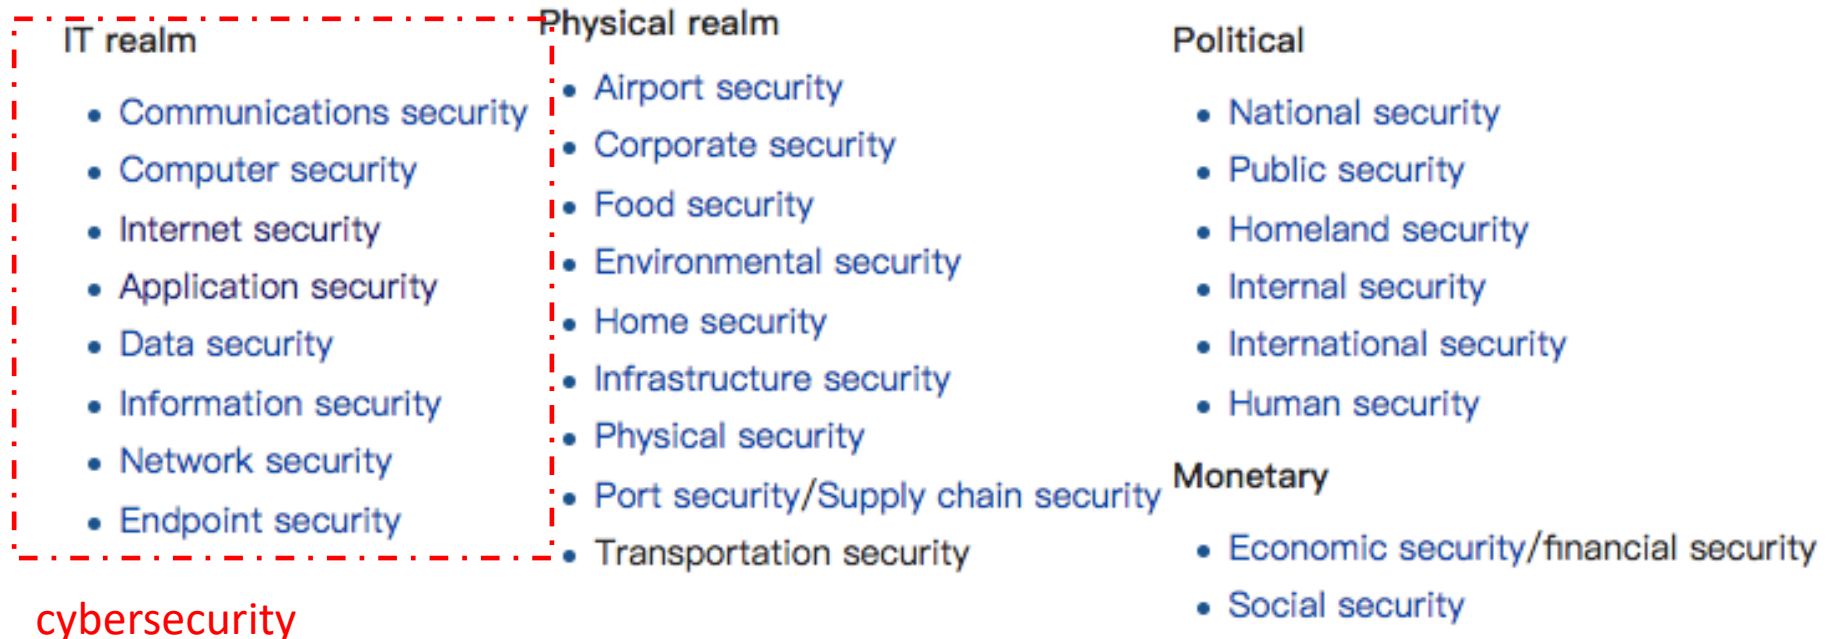 IT realm
• Communications security
• Computer security
• Internet security
• Application security
• Data security
• Information security
• Network security
• Endpoint security
cybersecurity
Physical realm
• Airport security
• Corporate security
• Food security
• Environmental security
• Home security
• Infrastructure security
• Physical security
• Port security/Supply chain security
• Transportation security
Political
• National security
• Public security
• Homeland security
• Internal security
• International security
• Human security
Monetary
• Economic security/financial security
• Social security